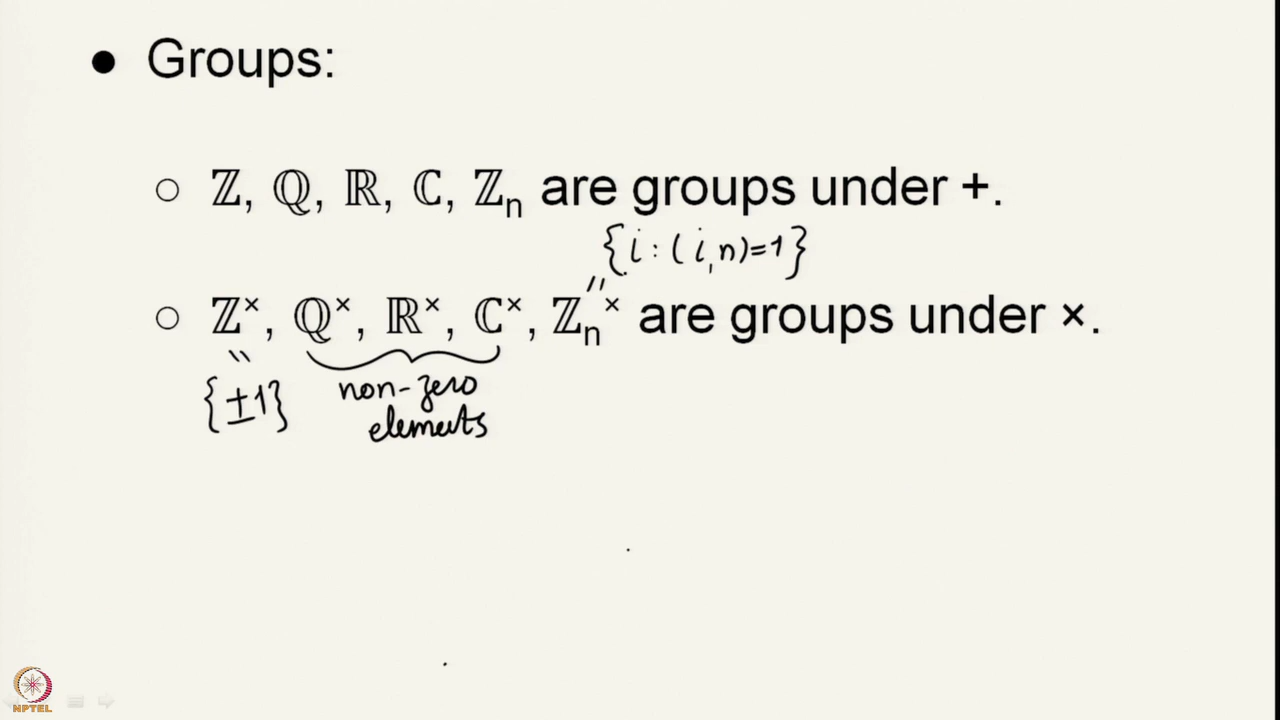 ● Groups:
○ ℤ, ℚ, ℝ, ℂ, ℤₙ are groups under +.
{i : (i, n) = 1}
"
○ ℤ×, ℚ×, ℝ×, ℂ×, ℤₙ× are groups under ×.
"
{±1}
non-zero
elements
NPTEL